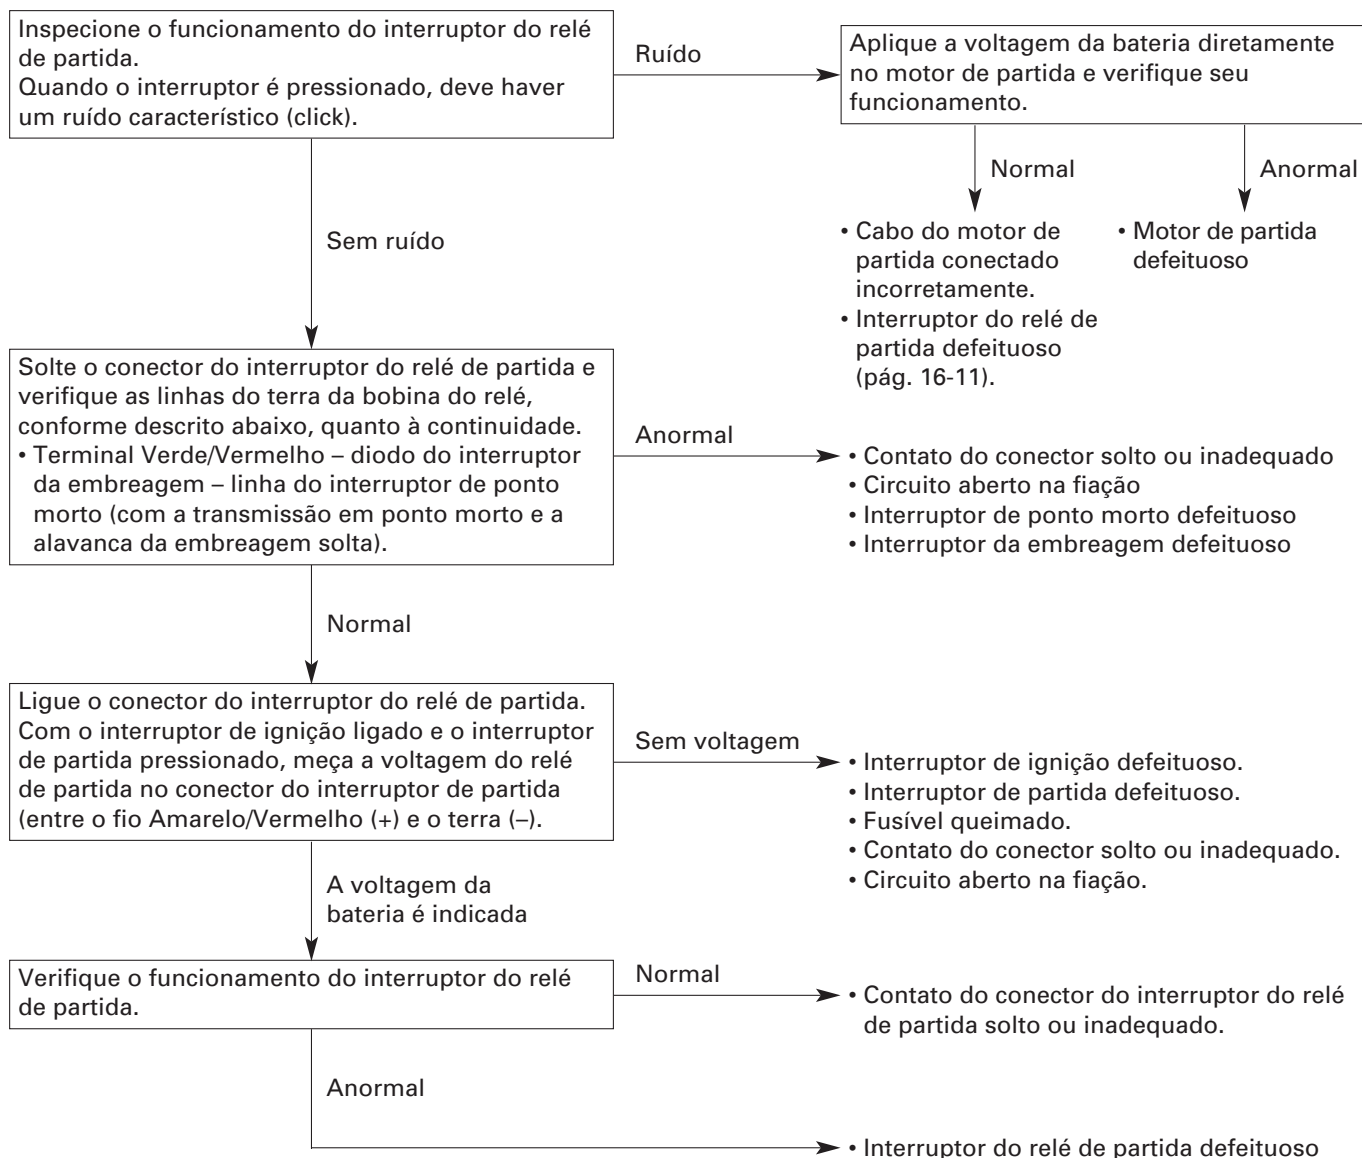 Inspecione o funcionamento do interruptor do relé
de partida.
Quando o interruptor é pressionado, deve haver
um ruído característico (click).
Ruído
Aplique a voltagem da bateria diretamente
no motor de partida e verifique seu
funcionamento.
Normal
Anormal
• Cabo do motor de
partida conectado
incorretamente.
• Interruptor do relé de
partida defeituoso
(pág. 16-11).
• Motor de partida
defeituoso
Sem ruído
Solte o conector do interruptor do relé de partida e
verifique as linhas do terra da bobina do relé,
conforme descrito abaixo, quanto à continuidade.
• Terminal Verde/Vermelho – diodo do interruptor
da embreagem – linha do interruptor de ponto
morto (com a transmissão em ponto morto e a
alavanca da embreagem solta).
Anormal
• Contato do conector solto ou inadequado
• Circuito aberto na fiação
• Interruptor de ponto morto defeituoso
• Interruptor da embreagem defeituoso
Normal
Ligue o conector do interruptor do relé de partida.
Com o interruptor de ignição ligado e o interruptor
de partida pressionado, meça a voltagem do relé
de partida no conector do interruptor de partida
(entre o fio Amarelo/Vermelho (+) e o terra (–).
Sem voltagem
• Interruptor de ignição defeituoso.
• Interruptor de partida defeituoso.
• Fusível queimado.
• Contato do conector solto ou inadequado.
• Circuito aberto na fiação.
A voltagem da
bateria é indicada
Verifique o funcionamento do interruptor do relé
de partida.
Normal
• Contato do conector do interruptor do relé
de partida solto ou inadequado.
Anormal
• Interruptor do relé de partida defeituoso